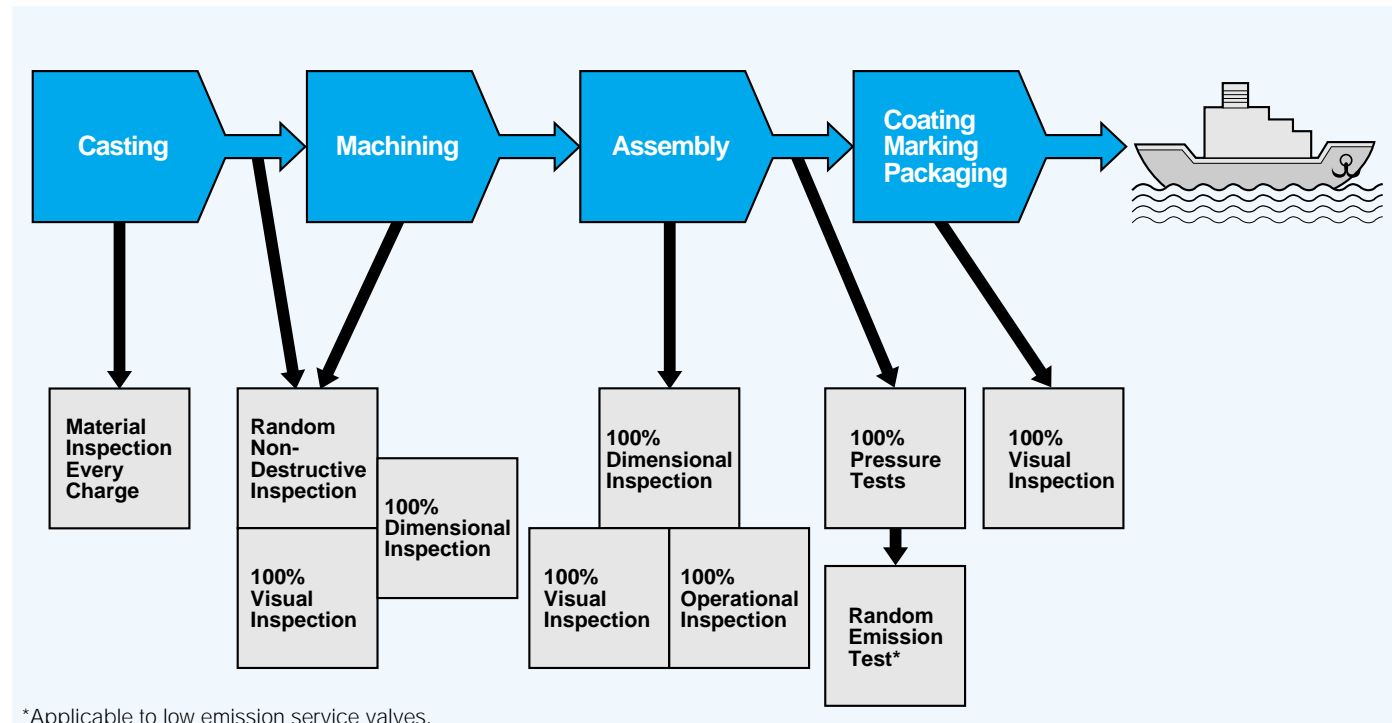 Casting
Machining
Assembly
Coating
Marking
Packaging
Material
Inspection
Every
Charge
Random
Non-
Destructive
Inspection
100%
Dimensional
Inspection
100%
Visual
Inspection
100%
Dimensional
Inspection
100%
Visual
Inspection
100%
Operational
Inspection
100%
Pressure
Tests
Random
Emission
Test*
100%
Visual
Inspection
*Applicable to low emission service valves.